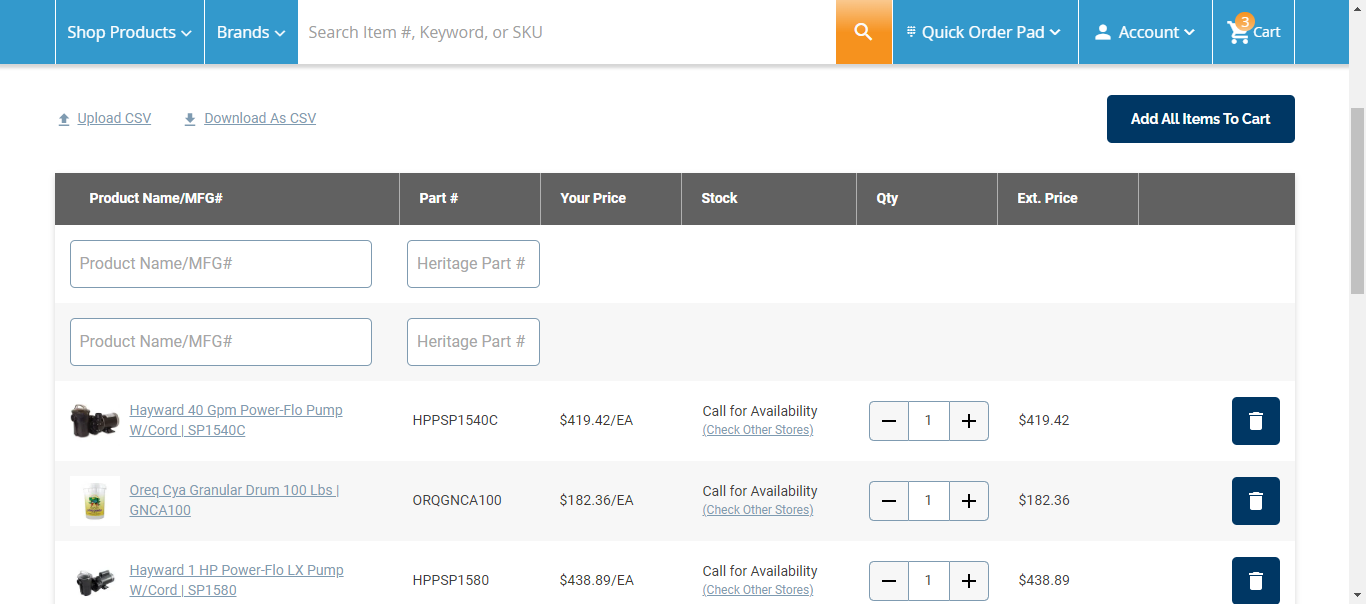 Shop Products
Brands
Search Item #, Keyword, or SKU
Quick Order Pad
Account
3
Cart
Upload CSV
Download As CSV
Add All Items To Cart
Product Name/MFG#
Part #
Your Price
Stock
Qty
Ext. Price
Product Name/MFG#
Heritage Part #
Product Name/MFG#
Heritage Part #
Hayward 40 Gpm Power-Flo Pump
W/Cord | SP1540C
HPPSP1540C
$419.42/EA
Call for Availability
(Check Other Stores)
1
$419.42
Oreq Cya Granular Drum 100 Lbs |
GNCA100
ORQGNCA100
$182.36/EA
Call for Availability
(Check Other Stores)
1
$182.36
Hayward 1 HP Power-Flo LX Pump
W/Cord | SP1580
HPPSP1580
$438.89/EA
Call for Availability
(Check Other Stores)
1
$438.89